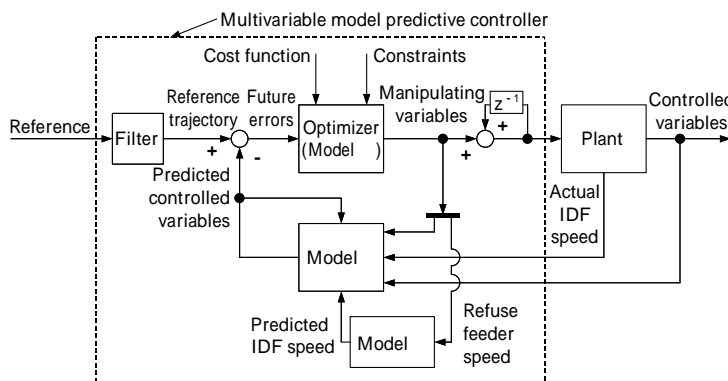 Multivariable model predictive controller
Cost function
Constraints
Reference
Filter
Reference
trajectory
+
-
Future
errors
Optimizer
(Model )
Manipulating
variables
+
+
z⁻¹
Plant
Controlled
variables
Actual
IDF
speed
Predicted
controlled
variables
Model
Predicted
IDF speed
Model
Refuse
feeder
speed